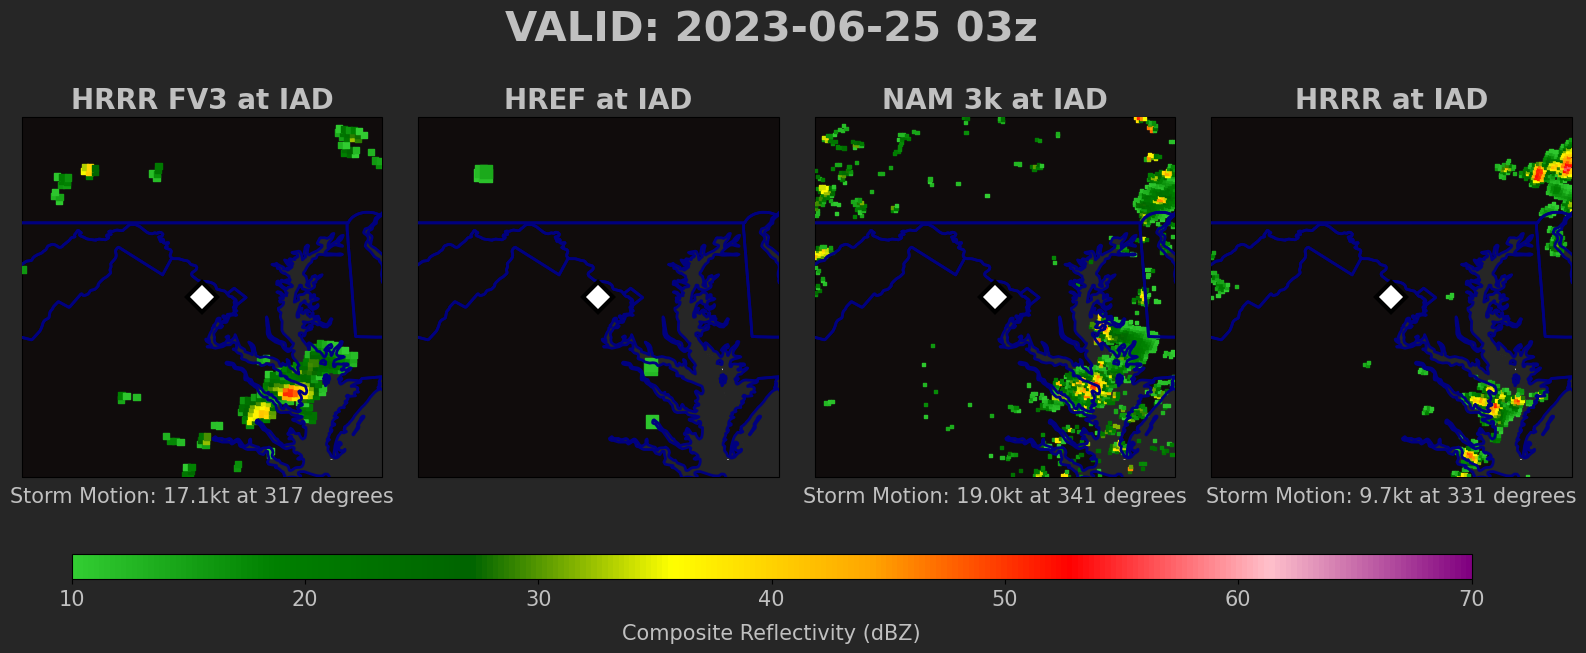 VALID: 2023-06-25 03z
HRRR FV3 at IAD
HREF at IAD
NAM 3k at IAD
HRRR at IAD
Storm Motion: 17.1kt at 317 degrees
Storm Motion: 19.0kt at 341 degrees
Storm Motion: 9.7kt at 331 degrees
10 20 30 40 50 60 70
Composite Reflectivity (dBZ)